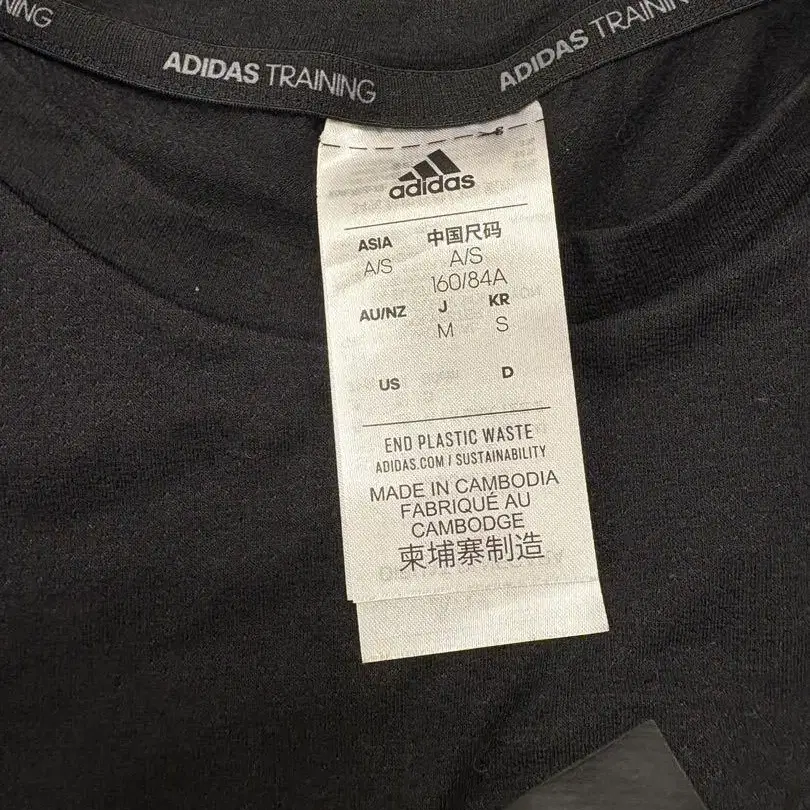 NING
ADIDAS TRAINING
ADIDAS TRAINING
adidas
ASIA 中国尺码
A/S A/S
160/84A
AU/NZ J KR
M S
US D
END PLASTIC WASTE
ADIDAS.COM / SUSTAINABILITY
MADE IN CAMBODIA
FABRIQUÉ AU
CAMBODGE
柬埔寨制造